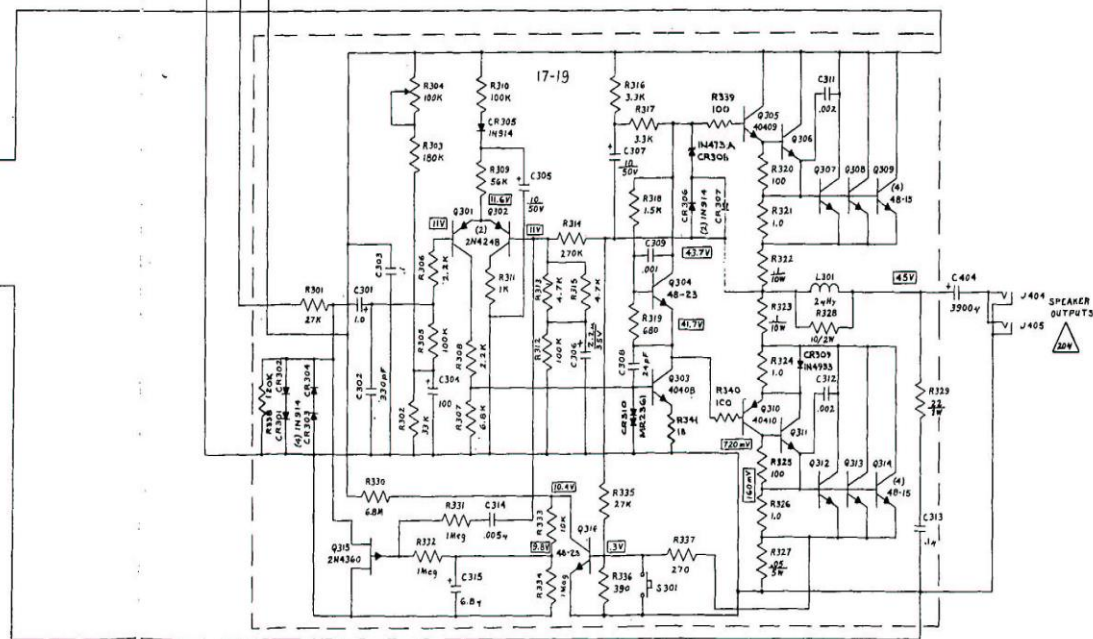 17-19
R304
100K
R310
100K
CR305
1N914
R303
180K
R309
56K
C305
10
50V
R316
3.3K
R317
3.3K
C307
10
50V
R339
100
Q305
40409
Q306
C311
.002
CR306
(2) 1N914
CR307
R318
1.5K
R320
100
Q307
Q308
Q309
(4)
48-15
R321
1.0
11V
Q301
11.6V
Q302
(2)
2N4248
11V
R314
270K
43.7V
C309
.001
Q304
48-23
R322
1
10W
L301
2μHy
R328
10/2W
45V
C404
3900μ
J404
J405
SPEAKER
OUTPUTS
204
R301
27K
C301
1.0
C303
.1
R306
2.2K
R311
1K
R313
4.7K
R315
4.7K
R319
680
41.7V
R323
1
10W
R305
100K
R308
2.2K
R312
100K
C306
35V
C308
24pF
Q303
40408
R340
100
R324
1.0
CR309
1N4933
C312
.002
R329
22
1W
R338
120K
CR302
CR301
(4) 1N914
CR304
CR303
C302
330pF
R302
33K
C304
100
R307
6.8K
CR310
MR2361
R341
18
Q310
40410
Q311
720mV
R325
100
160mV
Q312
Q313
Q314
(4)
48-15
R326
1.0
R327
.05
5W
C313
.1μ
R330
6.8M
10.4V
R331
1Meg
C314
.005μ
R333
10K
Q316
48-23
R335
27K
Q315
2N4360
R332
1Meg
9.8V
.3V
R337
270
C315
6.8μ
R334
1Meg
R336
390
S301